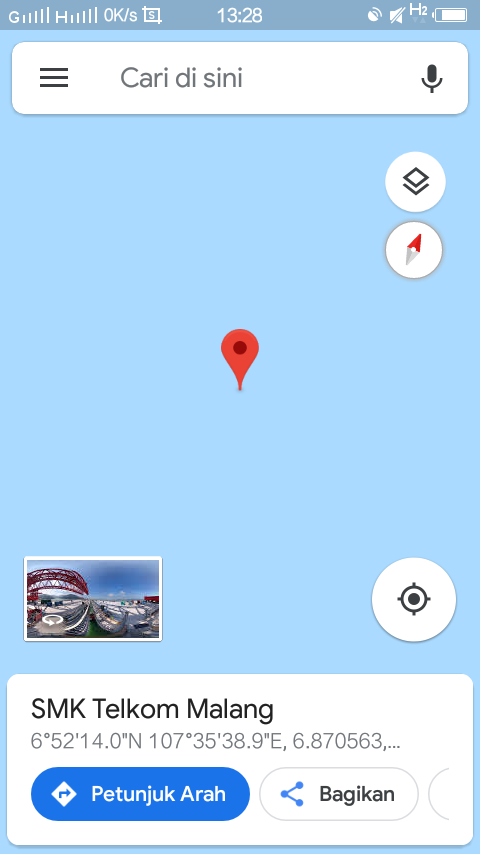 G H 0K/s S 13:28 H2
Cari di sini
SMK Telkom Malang
6°52'14.0"N 107°35'38.9"E, 6.870563,...
Petunjuk Arah
Bagikan